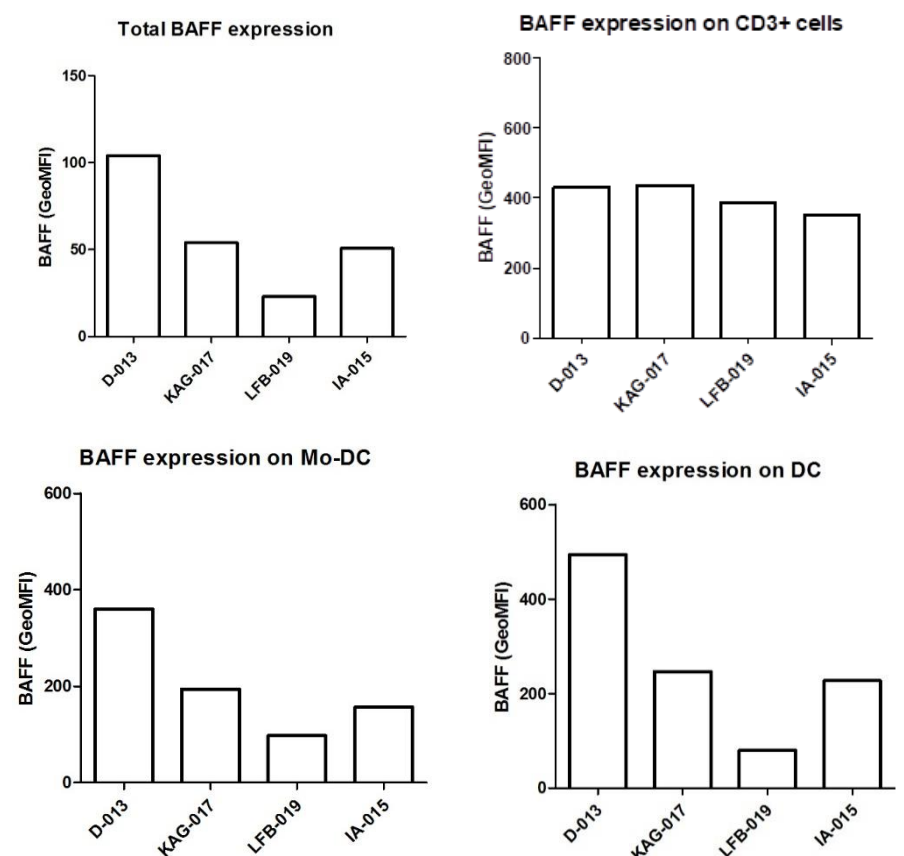 Total BAFF expression
BAFF (GeoMFI)
150
100
50
0
D-013
KAG-017
LFB-019
IA-015
BAFF expression on CD3+ cells
BAFF (GeoMFI)
800
600
400
200
0
D-013
KAG-017
LFB-019
IA-015
BAFF expression on Mo-DC
BAFF (GeoMFI)
600
400
200
0
D-013
KAG-017
LFB-019
IA-015
BAFF expression on DC
BAFF (GeoMFI)
600
400
200
0
D-013
KAG-017
LFB-019
IA-015